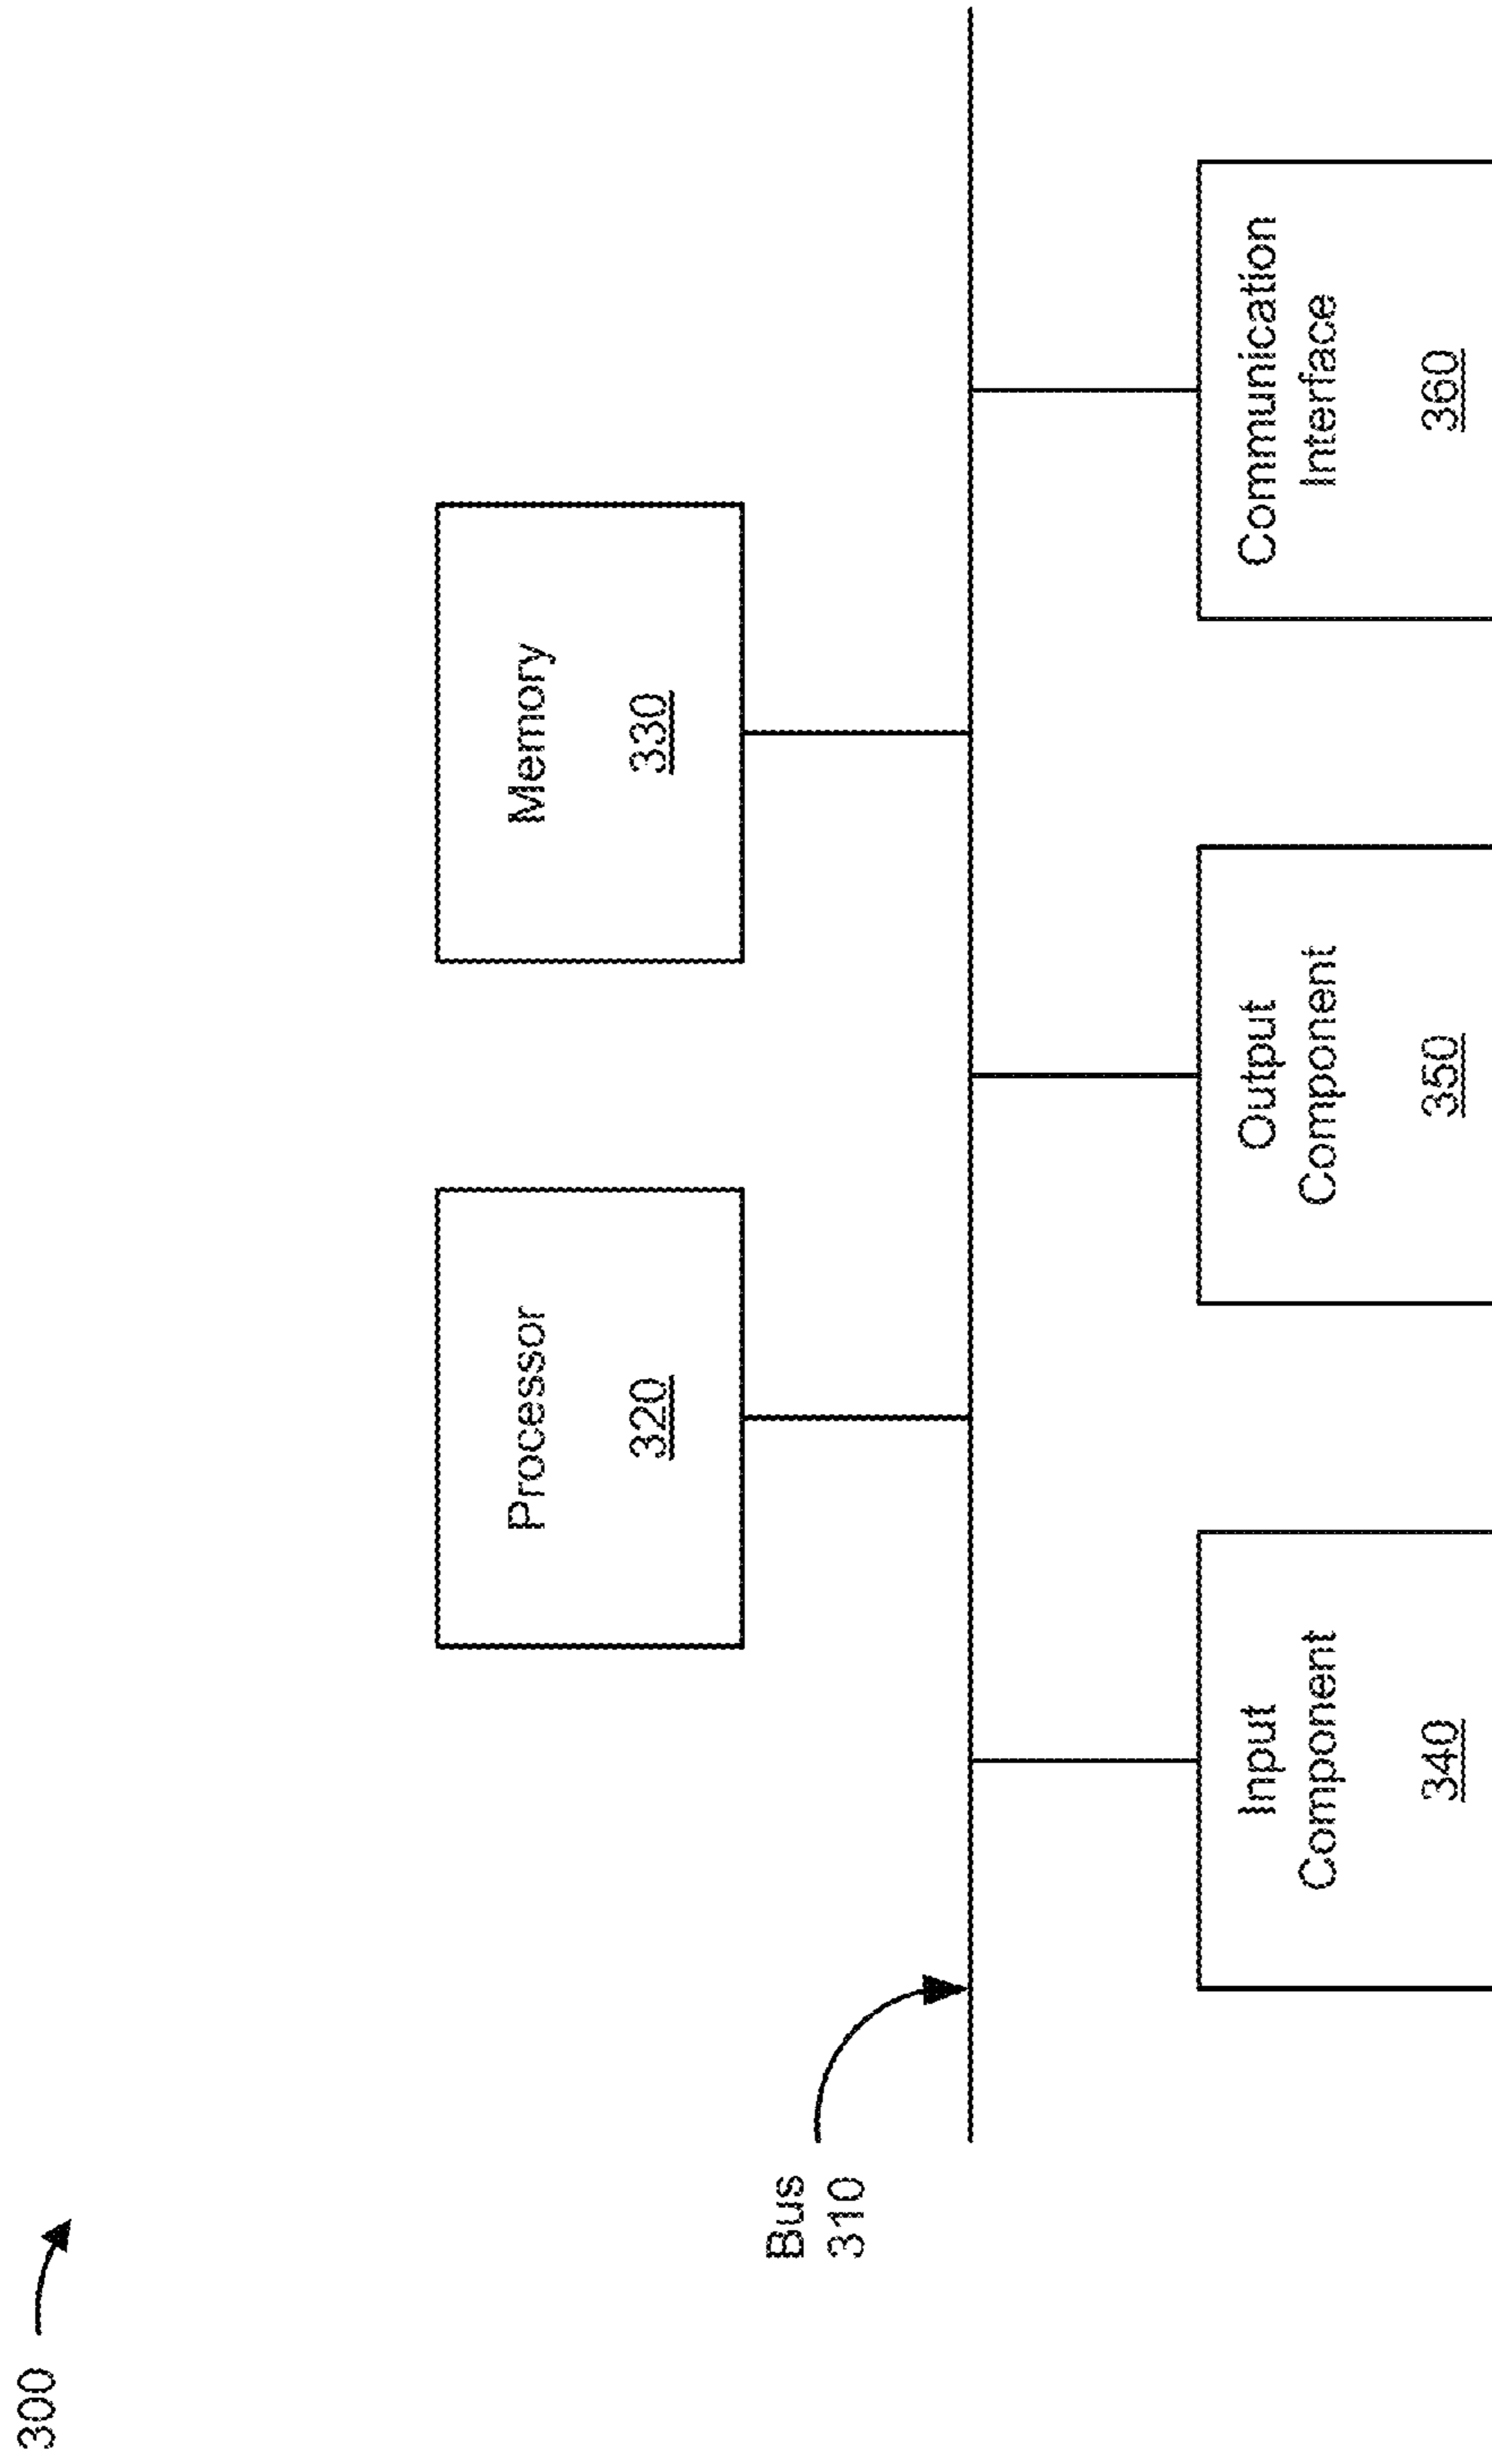 300
Processor
320
Memory
330
Bus
310
Input
Component
340
Output
Component
350
Communication
Interface
360